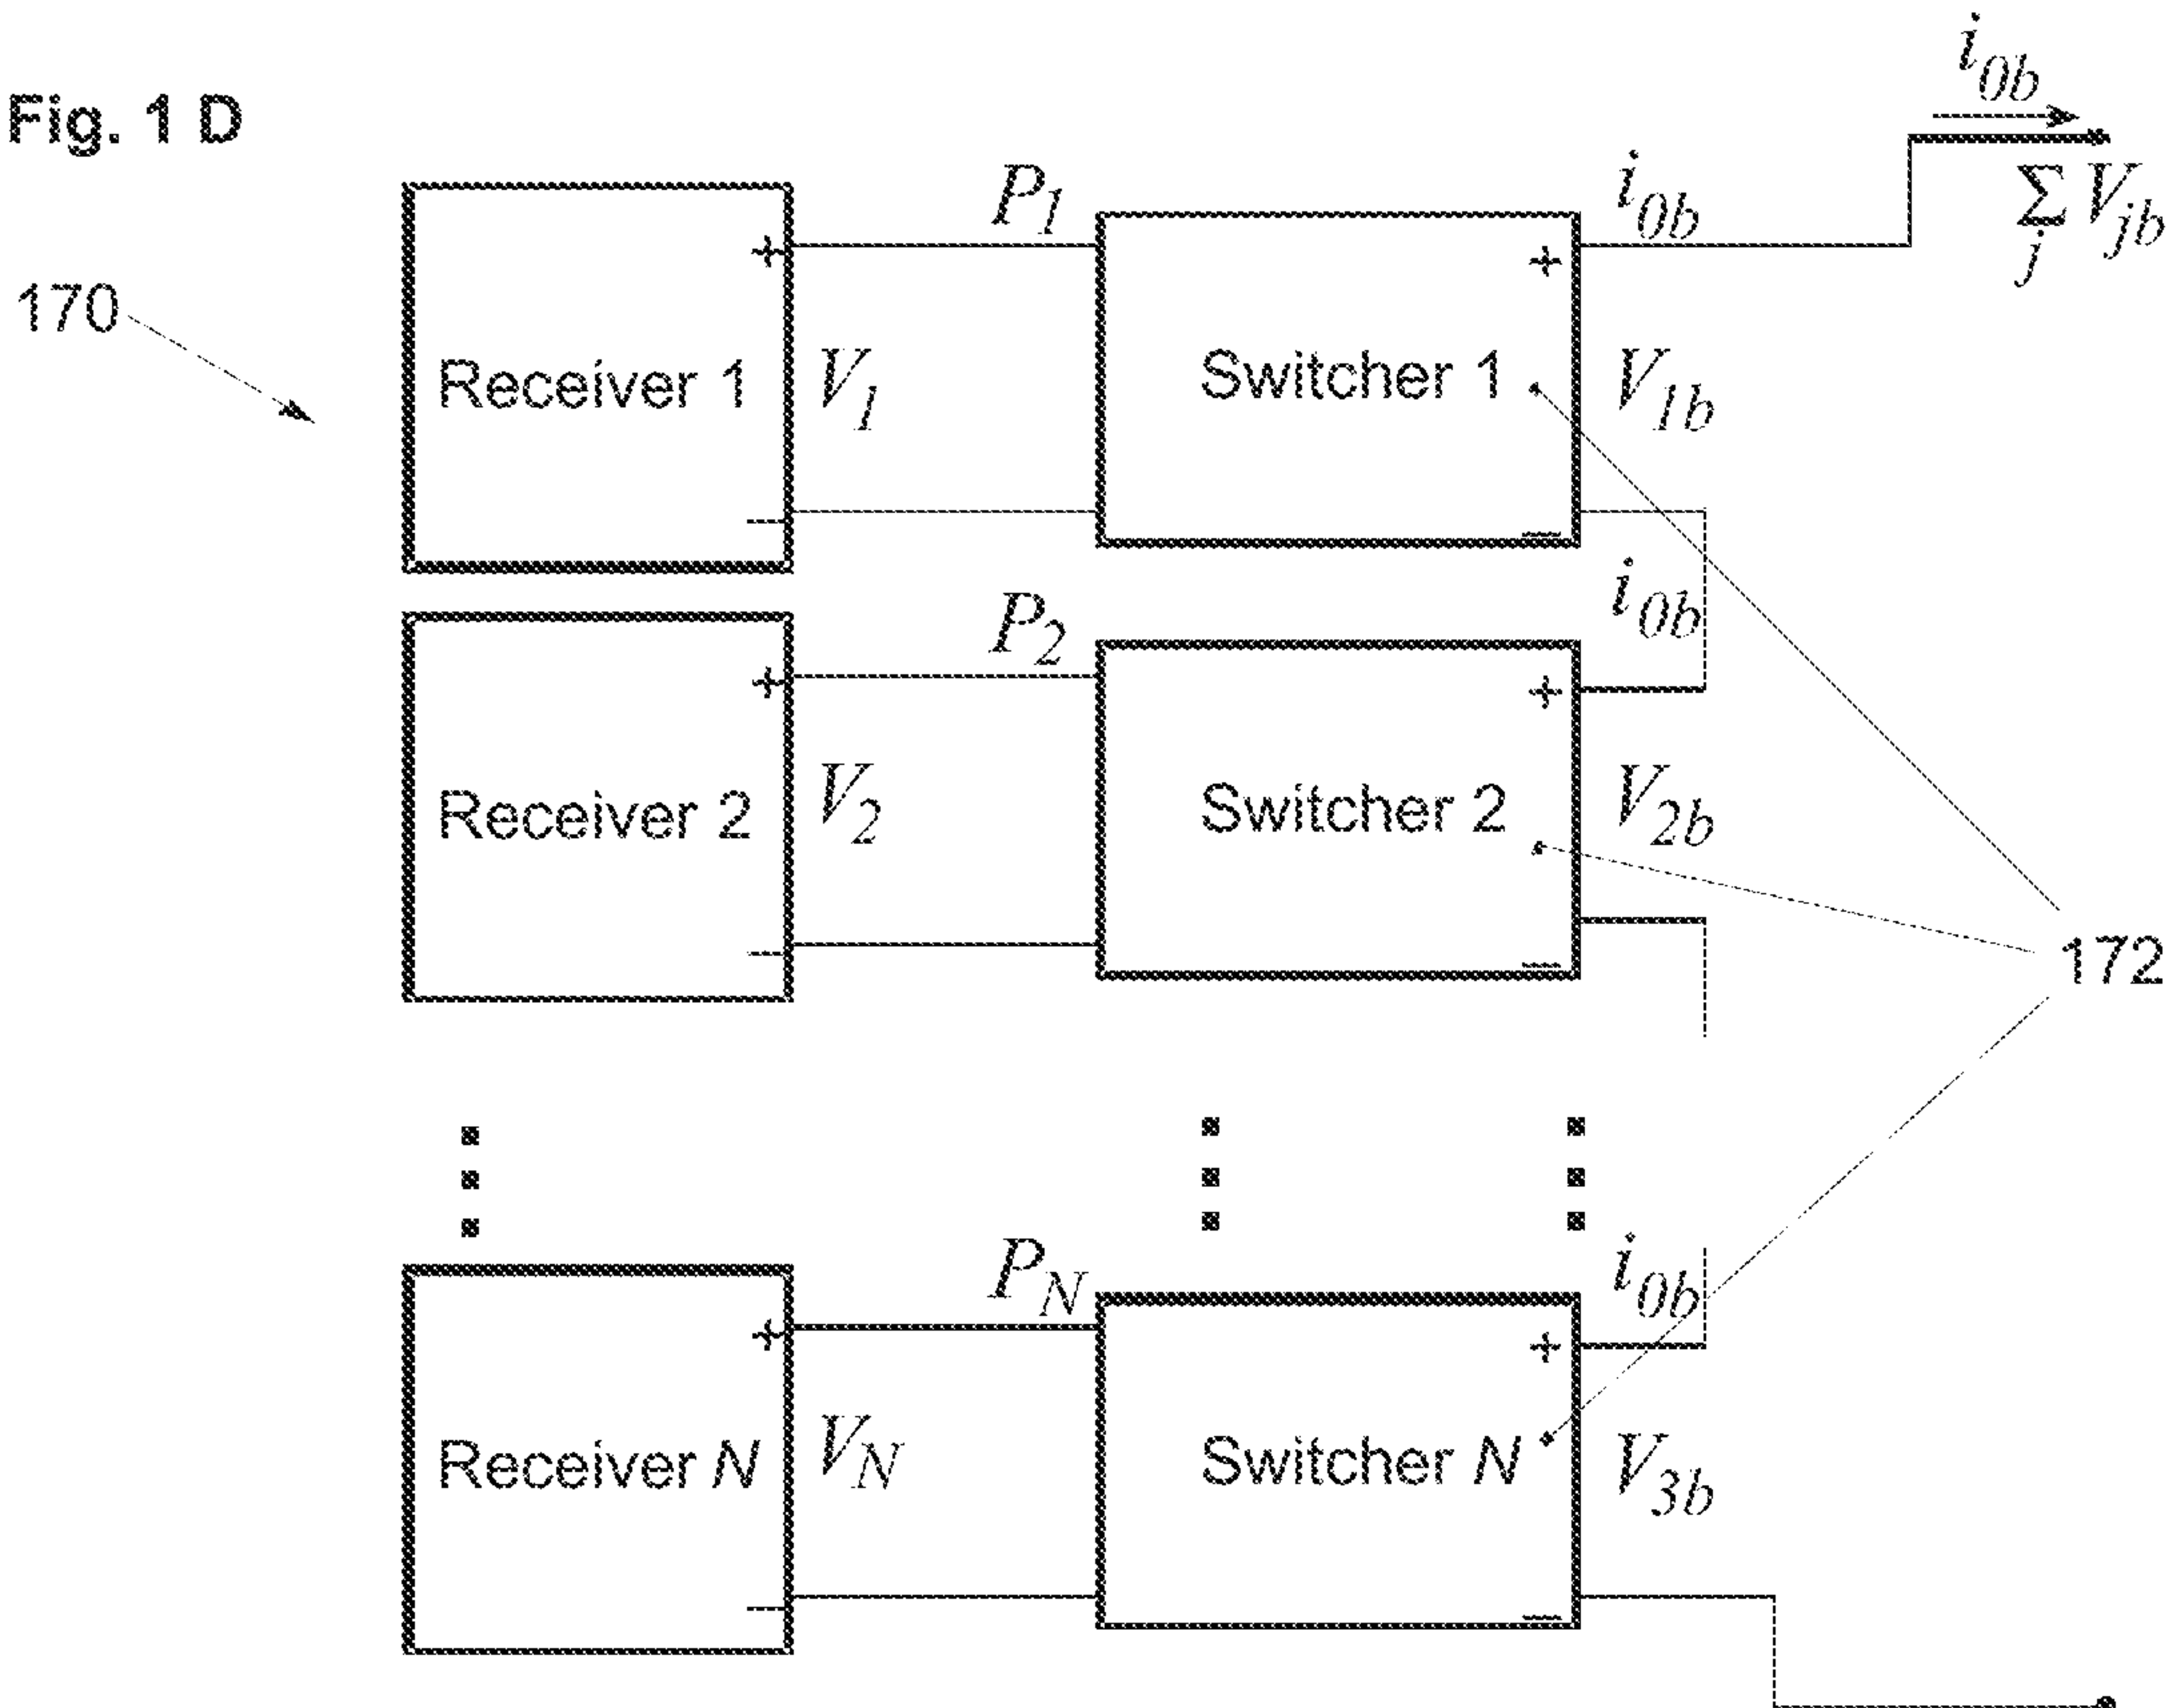 Fig. 1 D
i0b
∑ Vjb
j
170
Receiver 1
+
−
V1
P1
Switcher 1
+
−
i0b
V1b
Receiver 2
+
−
V2
P2
Switcher 2
+
−
i0b
V2b
172
Receiver N
+
−
VN
PN
Switcher N
+
−
i0b
V3b